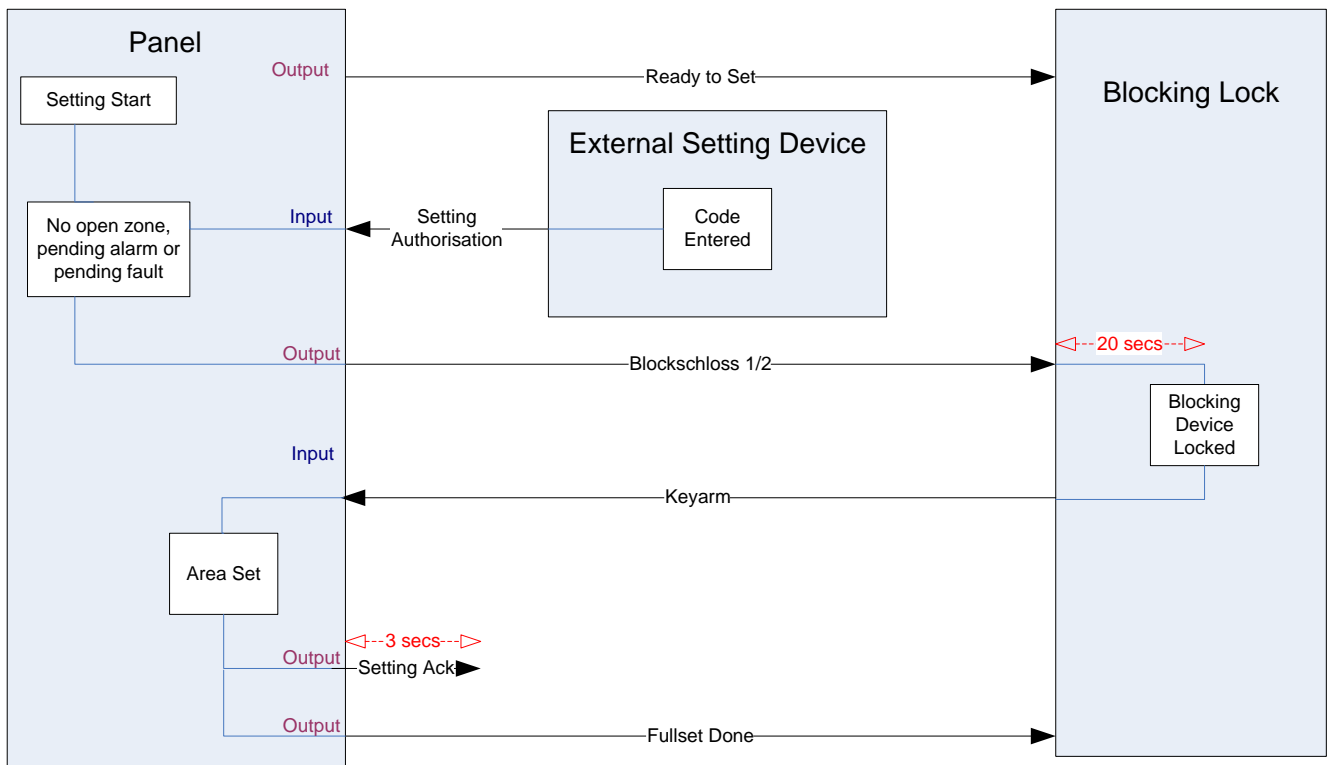 Panel
Output
Ready to Set
Blocking Lock
Setting Start
External Setting Device
No open zone,
pending alarm or
pending fault
Input
Setting
Authorisation
Code
Entered
Output
Blockschloss 1/2
20 secs
Blocking
Device
Locked
Input
Keyarm
Area Set
3 secs
Output
Setting Ack
Output
Fullset Done